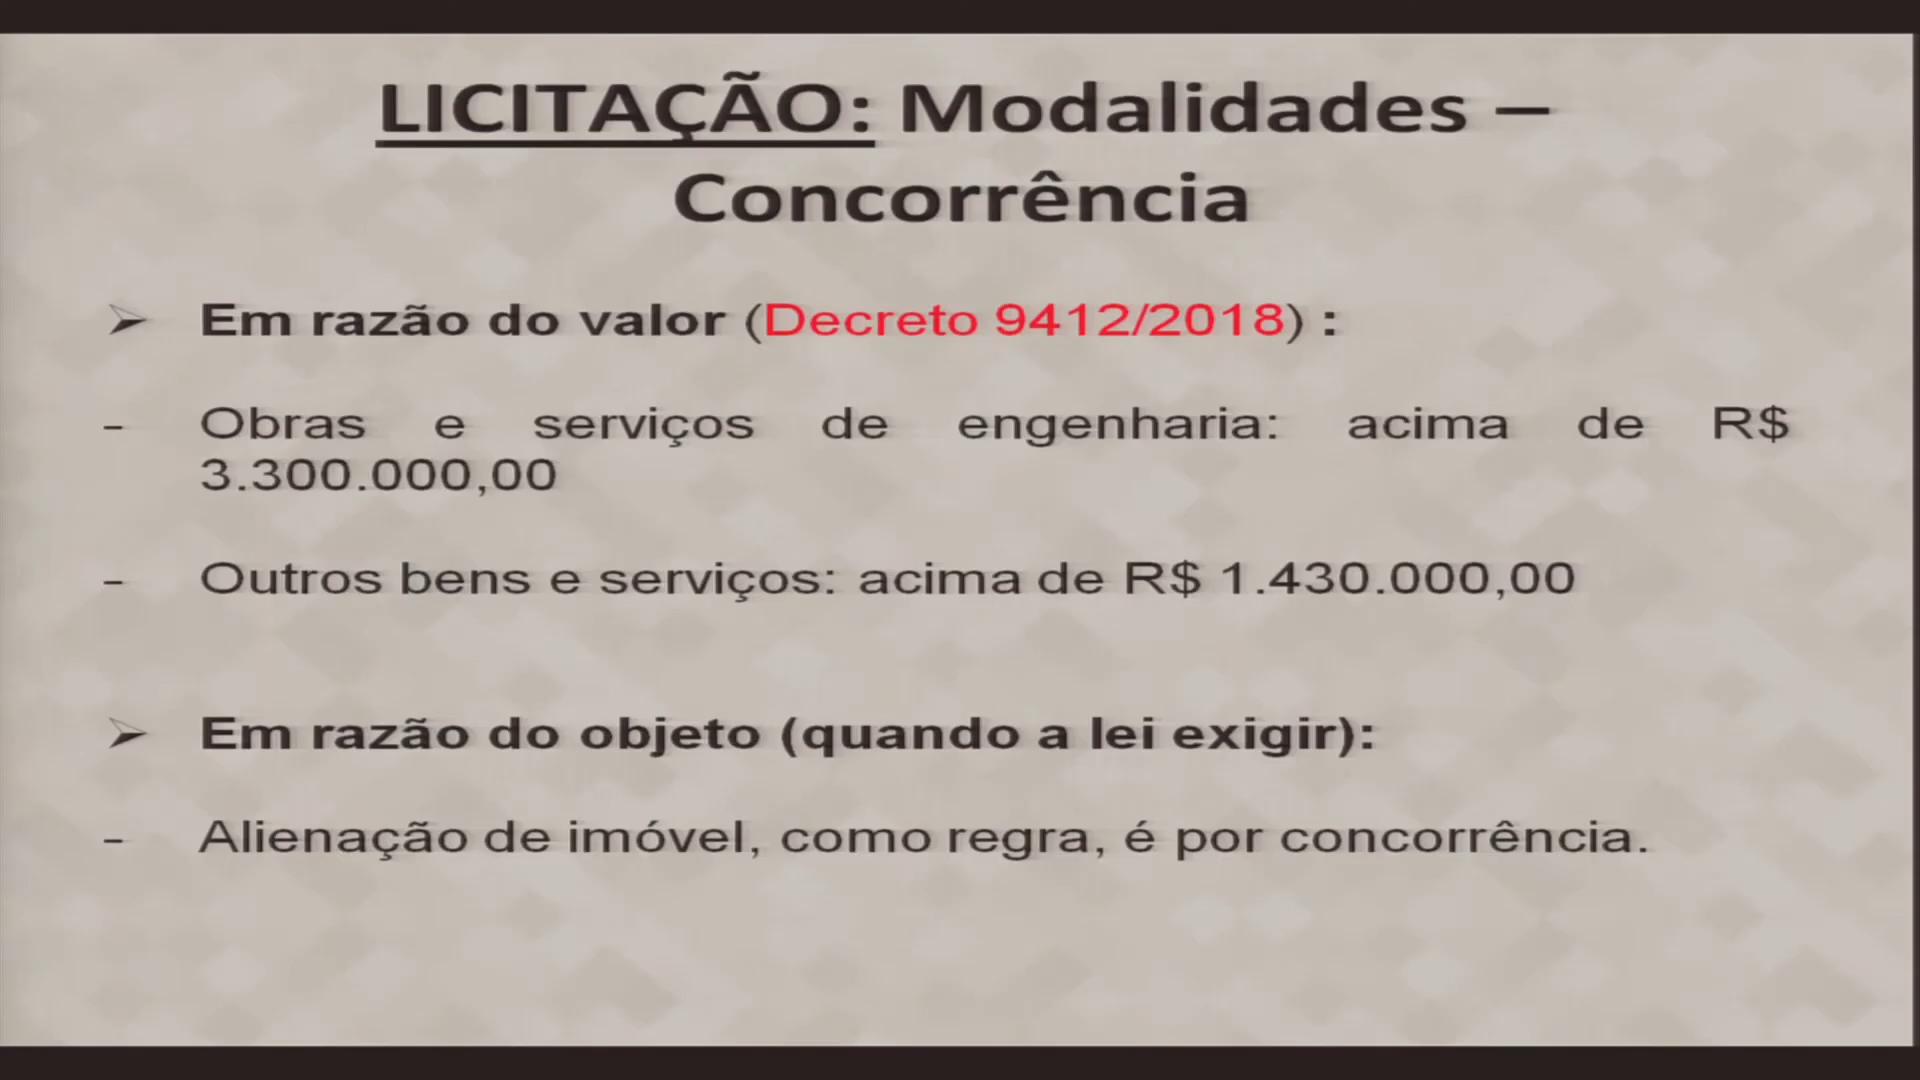 LICITAÇÃO: Modalidades –
Concorrência
➢ Em razão do valor (Decreto 9412/2018) :
- Obras e serviços de engenharia: acima de R$
3.300.000,00
- Outros bens e serviços: acima de R$ 1.430.000,00
➢ Em razão do objeto (quando a lei exigir):
- Alienação de imóvel, como regra, é por concorrência.